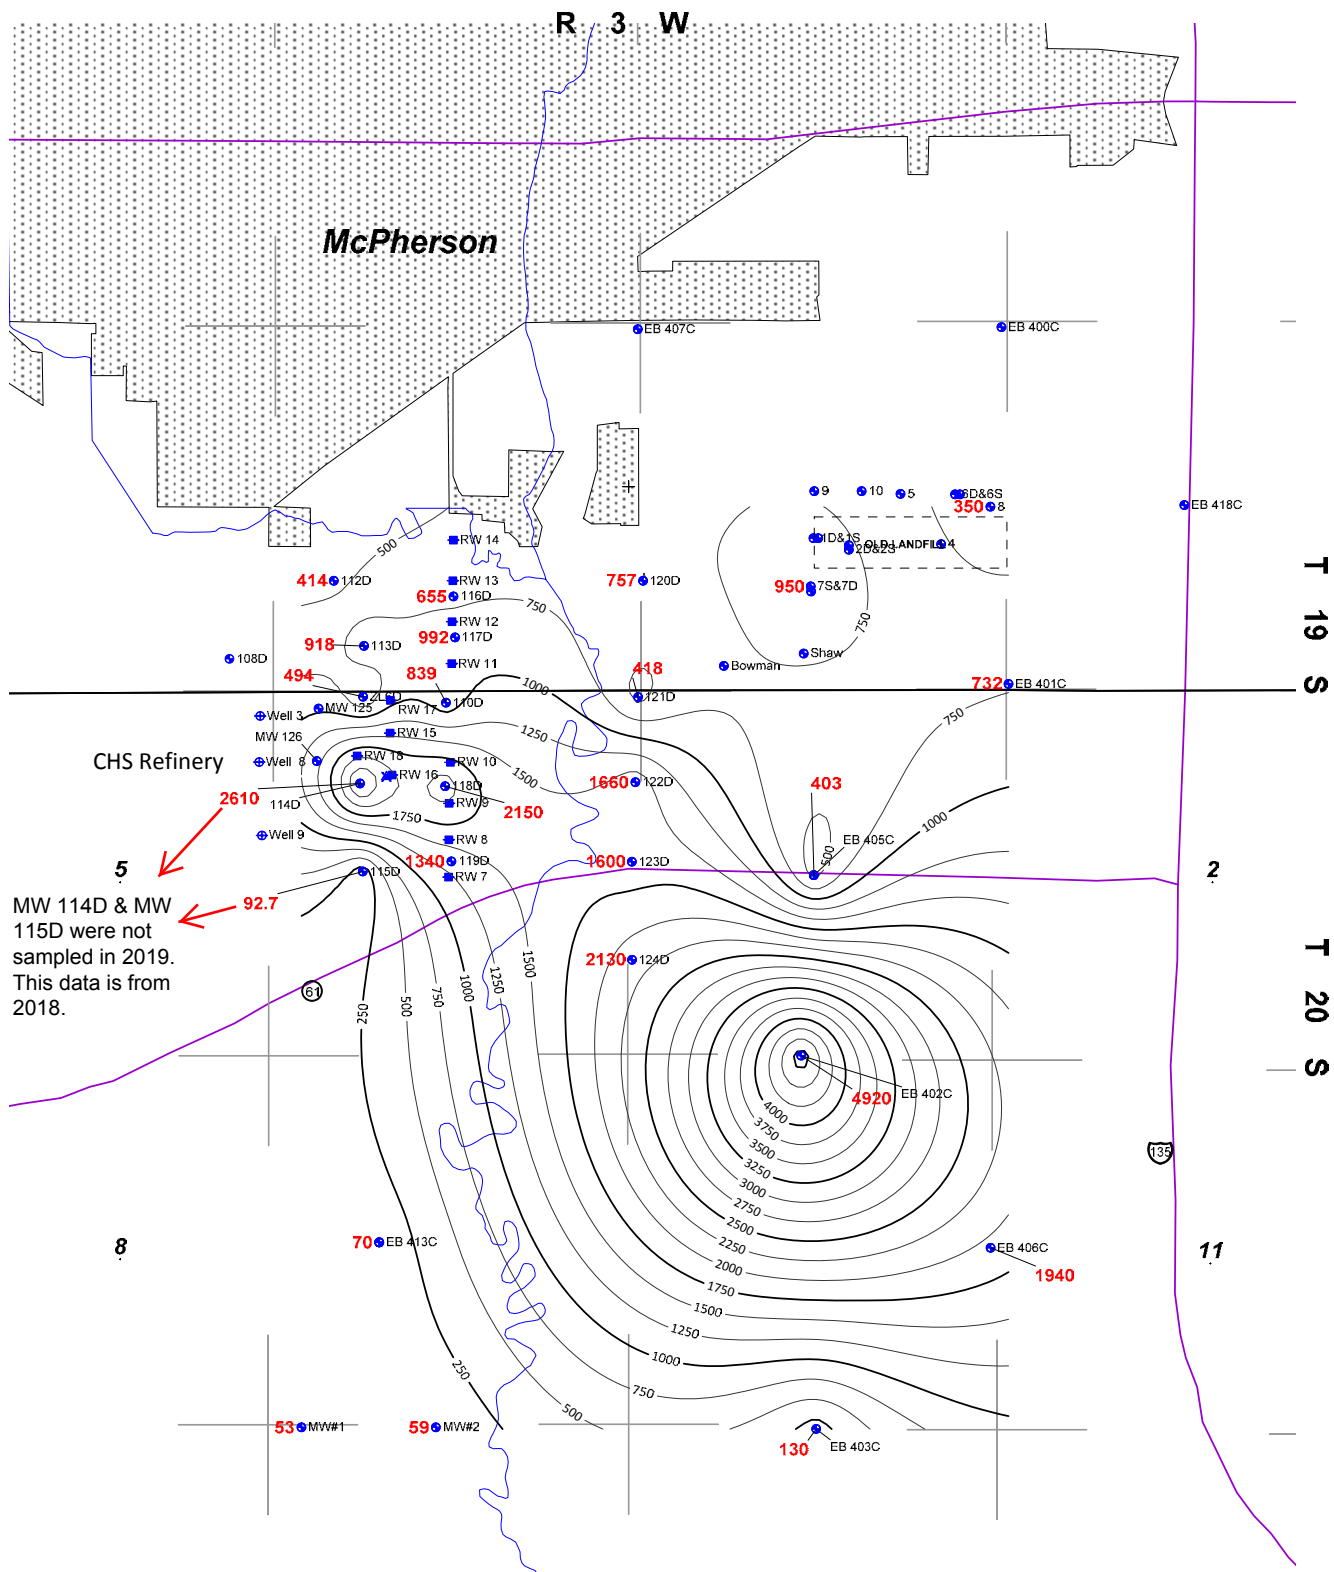 R 3 W
McPherson
EB 407C
EB 400C
9
10
5
6D&6S
350
8
EB 418C
500
RW 14
1D&1S
OLD LANDFILL
4
2D&2S
T 19 S
414
112D
RW 13
757
120D
950
7S&7D
655
116D
750
RW 12
992
117D
750
918
113D
108D
RW 11
Shaw
Bowman
494
839
418
732
EB 401C
2L6D
110D
1000
121D
MW 125
RW 17
Well 3
750
MW 126
RW 15
1250
CHS Refinery
Well 8
RW 18
RW 10
RW 16
1500
1660
122D
403
2610
114D
118D
2150
RW 9
1750
1000
Well 9
RW 8
EB 405C
500
1340
119D
1600
123D
5
115D
RW 7
2
92.7
MW 114D & MW
115D were not
sampled in 2019.
This data is from
2018.
2130
124D
T 20 S
61
250
500
750
1000
1250
1500
4920
EB 402C
4000
3750
3500
3250
3000
2750
2500
2250
2000
1750
1500
1250
1000
750
500
250
135
8
70
EB 413C
EB 406C
1940
11
53
MW#1
59
MW#2
130
EB 403C